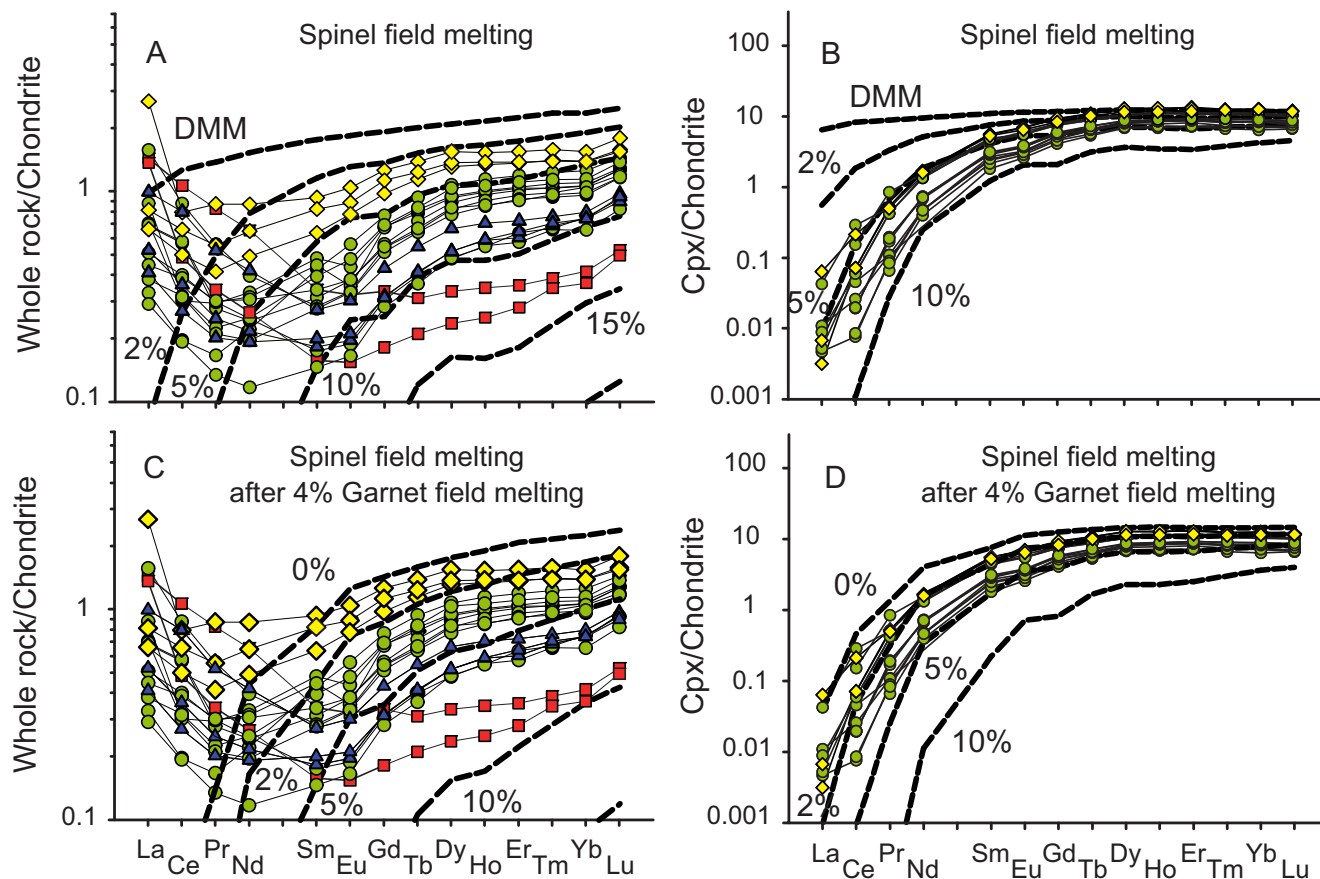 A
Spinel field melting
DMM
1
0.1
2%
5%
10%
15%
Whole rock/Chondrite
B
Spinel field melting
DMM
100
10
1
0.1
0.01
0.001
2%
5%
10%
Cpx/Chondrite
C
Spinel field melting
after 4% Garnet field melting
0%
1
0.1
2%
5%
10%
Whole rock/Chondrite
La Ce Pr Nd Sm Eu Gd Tb Dy Ho Er Tm Yb Lu
D
Spinel field melting
after 4% Garnet field melting
100
10
1
0.1
0.01
0.001
0%
5%
10%
2%
Cpx/Chondrite
La Ce Pr Nd Sm Eu Gd Tb Dy Ho Er Tm Yb Lu